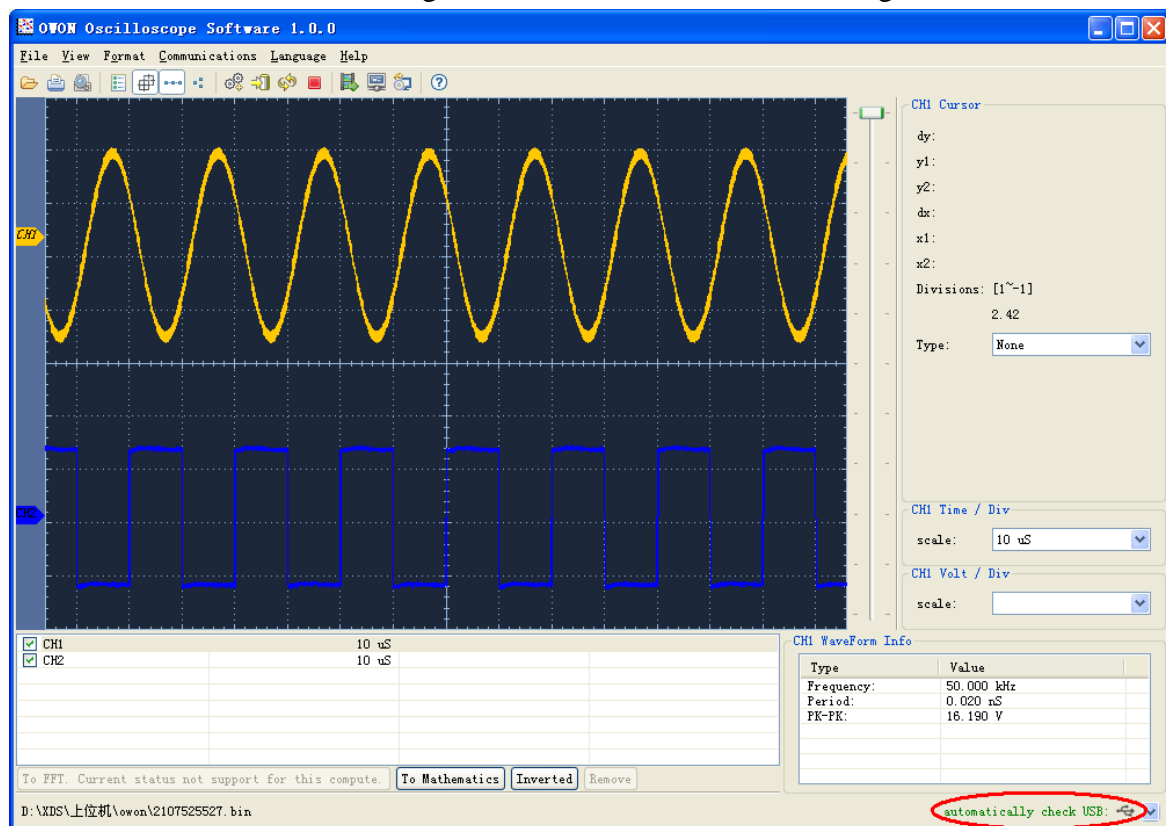 OWON Oscilloscope Software 1.0.0
File View Format Communications Language Help
CH1 Cursor
dy:
y1:
y2:
dx:
x1:
x2:
Divisions: [1~-1]
2.42
Type: None
CH1
CH2
CH1 Time / Div
scale: 10 uS
CH1 Volt / Div
scale:
CH1 10 uS
CH2 10 uS
CH1 WaveForm Info
Type Value
Frequency: 50.000 kHz
Period: 0.020 nS
PK-PK: 16.190 V
To FFT. Current status not support for this compute. To Mathematics Inverted Remove
D:\XDS\上位机\owon\2107525527.bin
automatically check USB: